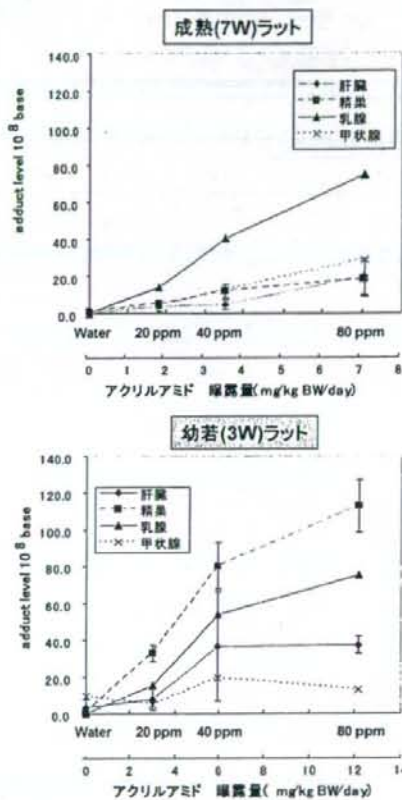 成熟(7W)ラット
140.0
120.0
100.0
80.0
60.0
40.0
20.0
0.0
adduct level 10⁸ base
肝臓
精巣
乳腺
甲状腺
Water 20 ppm 40 ppm 80 ppm
0 1 2 3 4 5 6 7 8
アクリルアミド 曝露量(mg/kg BW/day)
幼若(3W)ラット
140.0
120.0
100.0
80.0
60.0
40.0
20.0
0.0
adduct level 10⁸ base
肝臓
精巣
乳腺
甲状腺
Water 20 ppm 40 ppm 80 ppm
0 2 4 6 8 10 12 14
アクリルアミド 曝露量( mg/kg BW/day)